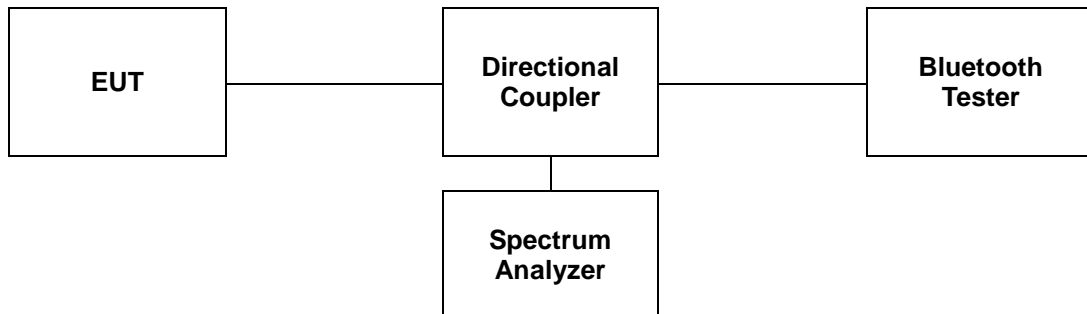 EUT
Directional
Coupler
Bluetooth
Tester
Spectrum
Analyzer